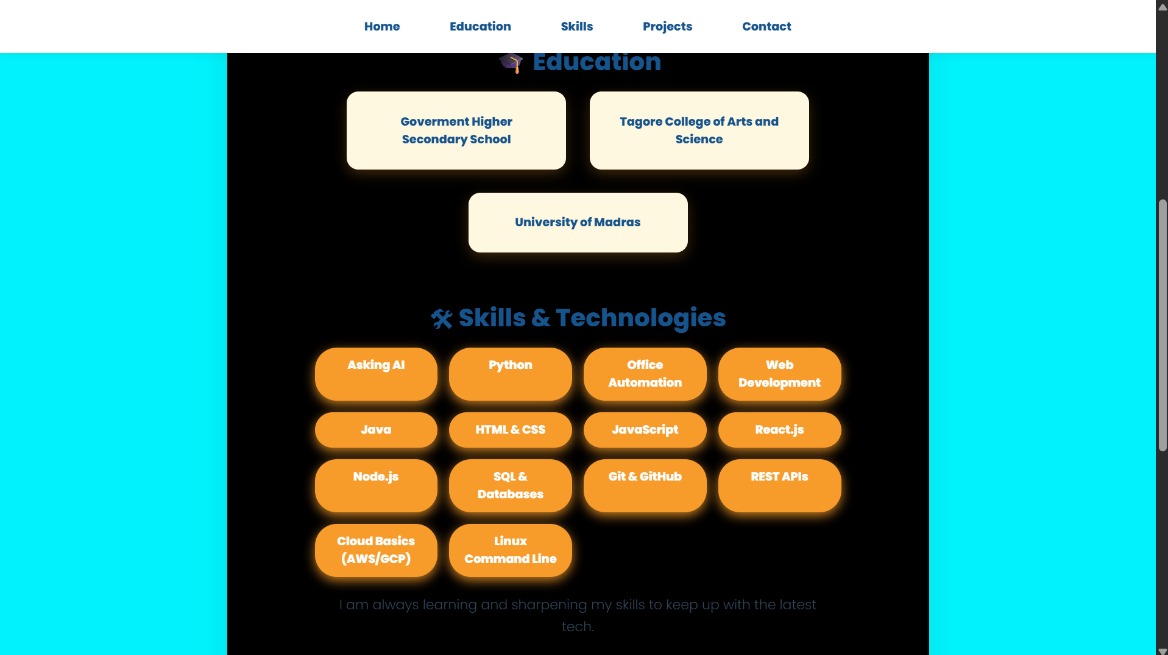 Home Education Skills Projects Contact
🎓 Education
Goverment Higher
Secondary School
Tagore College of Arts and
Science
University of Madras
🛠 Skills & Technologies
Asking AI
Python
Office
Automation
Web
Development
Java
HTML & CSS
JavaScript
React.js
Node.js
SQL &
Databases
Git & GitHub
REST APIs
Cloud Basics
(AWS/GCP)
Linux
Command Line
I am always learning and sharpening my skills to keep up with the latest
tech.